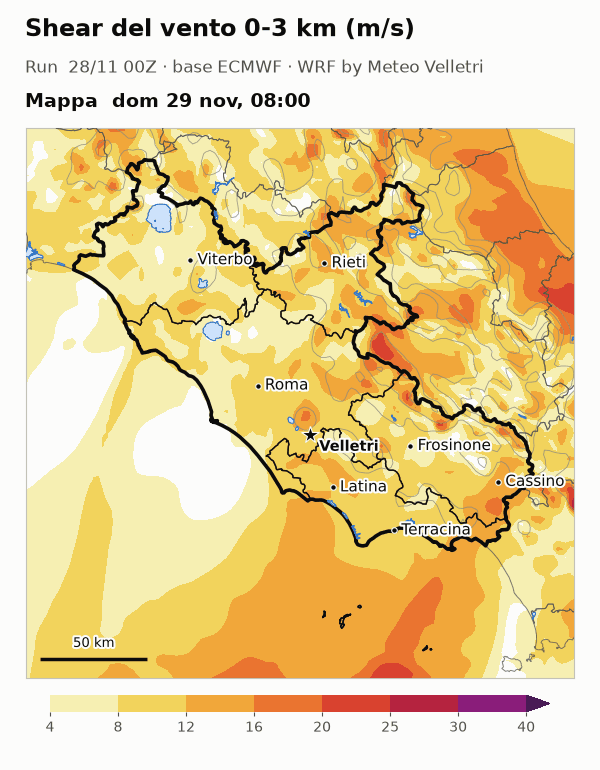 Shear del vento 0-3 km (m/s)
Run  28/11 00Z · base ECMWF · WRF by Meteo Velletri
Mappa  dom 29 nov, 08:00
Viterbo
Rieti
Roma
Velletri
Frosinone
Latina
Cassino
Terracina
50 km
4 8 12 16 20 25 30 40